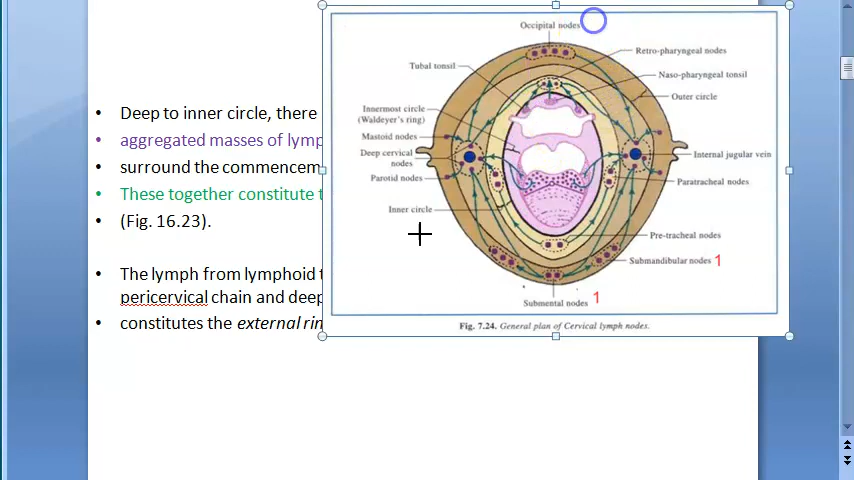 • Deep to inner circle, there
• aggregated masses of lymp
• surround the commencem
• These together constitute t
• (Fig. 16.23).
• The lymph from lymphoid t
pericervical chain and deep
• constitutes the external rin
Occipital nodes
Retro-pharyngeal nodes
Tubal tonsil
Naso-pharyngeal tonsil
Outer circle
Innermost circle
(Waldeyer's ring)
Mastoid nodes
Deep cervical
nodes
Internal jugular vein
Parotid nodes
Paratracheal nodes
Inner circle
Pre-tracheal nodes
Submandibular nodes 1
Submental nodes 1
Fig. 7.24. General plan of Cervical lymph nodes.